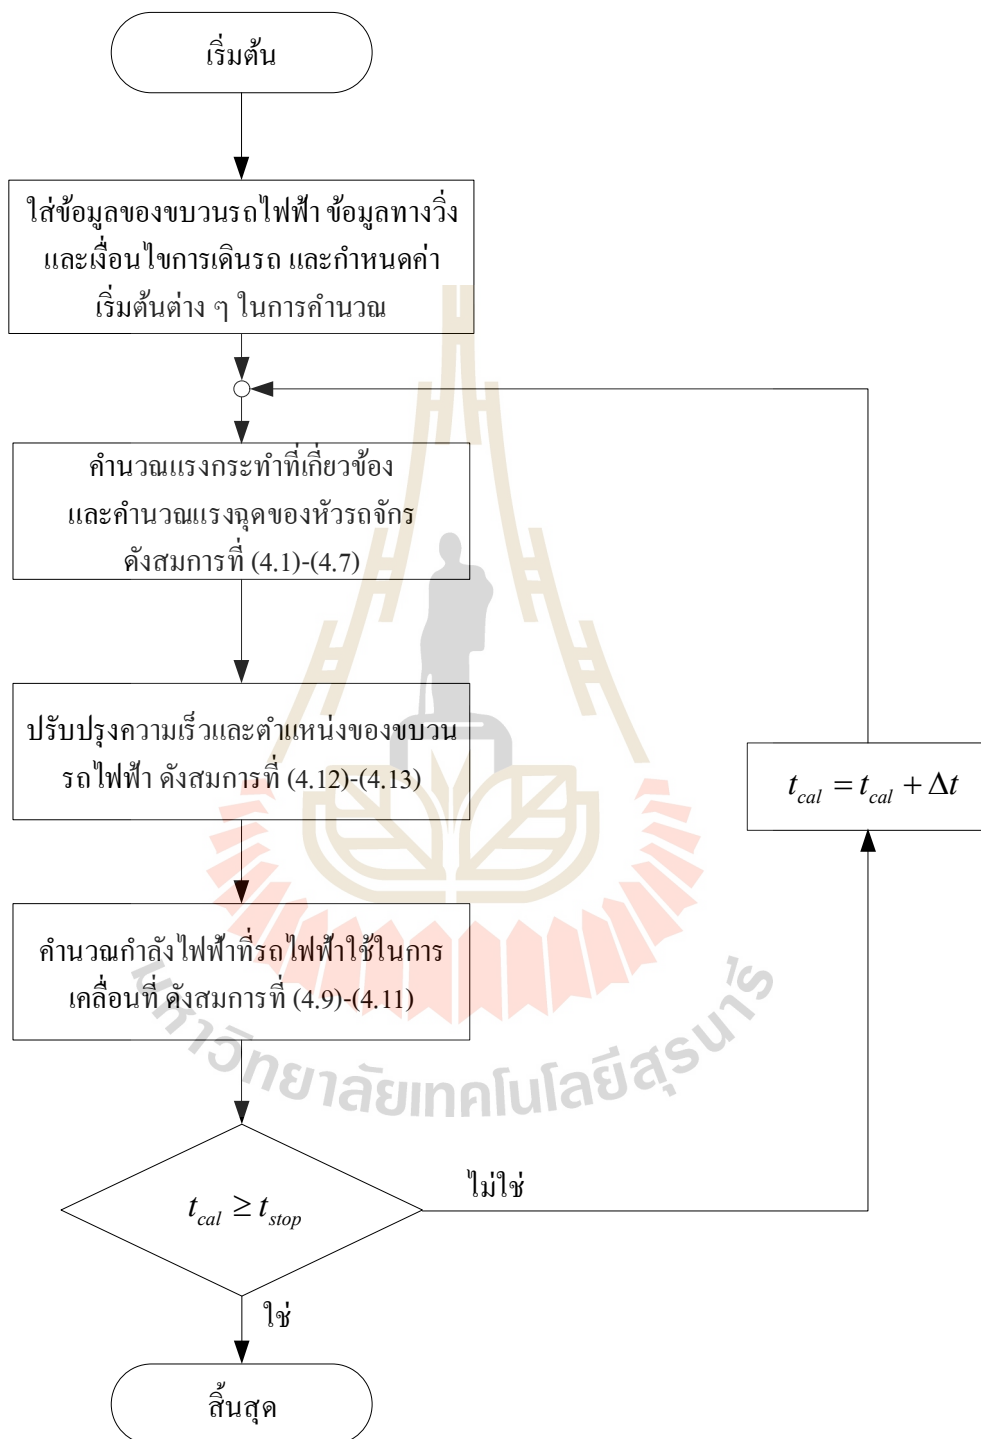 เริ่มต้น
ใส่ข้อมูลของขบวนรถไฟฟ้า ข้อมูลทางวิ่ง
และเงื่อนไขการเดินรถ และกำหนดค่า
เริ่มต้นต่าง ๆ ในการคำนวณ
คำนวณแรงกระทำที่เกี่ยวข้อง
และคำนวณแรงฉุดของหัวรถจักร
ดังสมการที่ (4.1)-(4.7)
ปรับปรุงความเร็วและตำแหน่งของขบวน
รถไฟฟ้า ดังสมการที่ (4.12)-(4.13)
t_{cal} = t_{cal} + Δt
คำนวณกำลังไฟฟ้าที่รถไฟฟ้าใช้ในการ
เคลื่อนที่ ดังสมการที่ (4.9)-(4.11)
มหาวิทยาลัยเทคโนโลยีสุรนารี
t_{cal} ≥ t_{stop}
ไม่ใช่
ใช่
สิ้นสุด